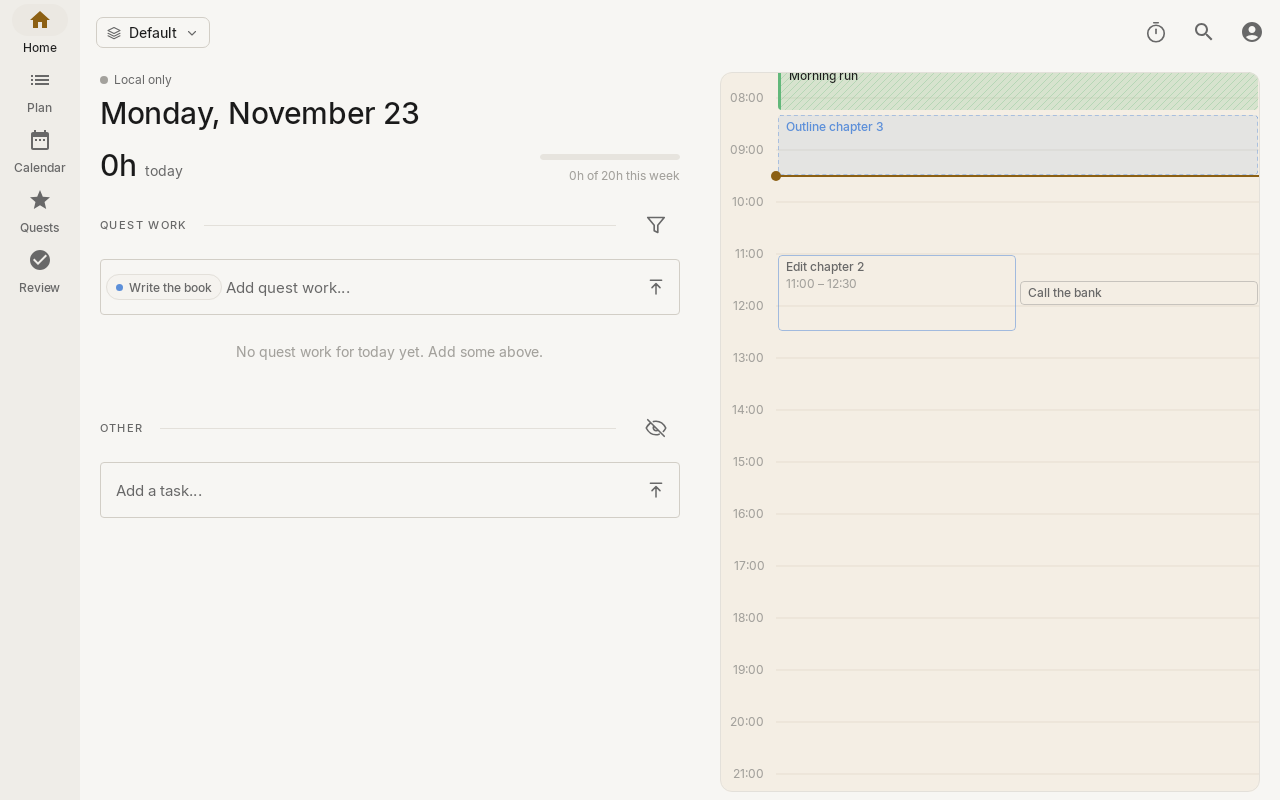 Home
Plan
Calendar
Quests
Review
Default
Local only
Monday, November 23
0h today
0h of 20h this week
QUEST WORK
Write the book
Add quest work...
No quest work for today yet. Add some above.
OTHER
Add a task...
Morning run
08:00
Outline chapter 3
09:00
10:00
11:00
Edit chapter 2
11:00 – 12:30
Call the bank
12:00
13:00
14:00
15:00
16:00
17:00
18:00
19:00
20:00
21:00